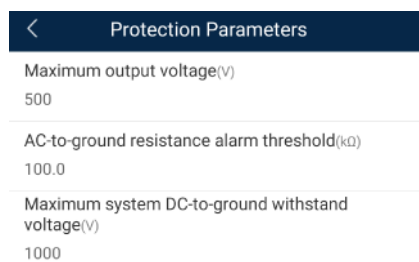 Protection Parameters
Maximum output voltage(V)
500
AC-to-ground resistance alarm threshold(kΩ)
100.0
Maximum system DC-to-ground withstand
voltage(V)
1000